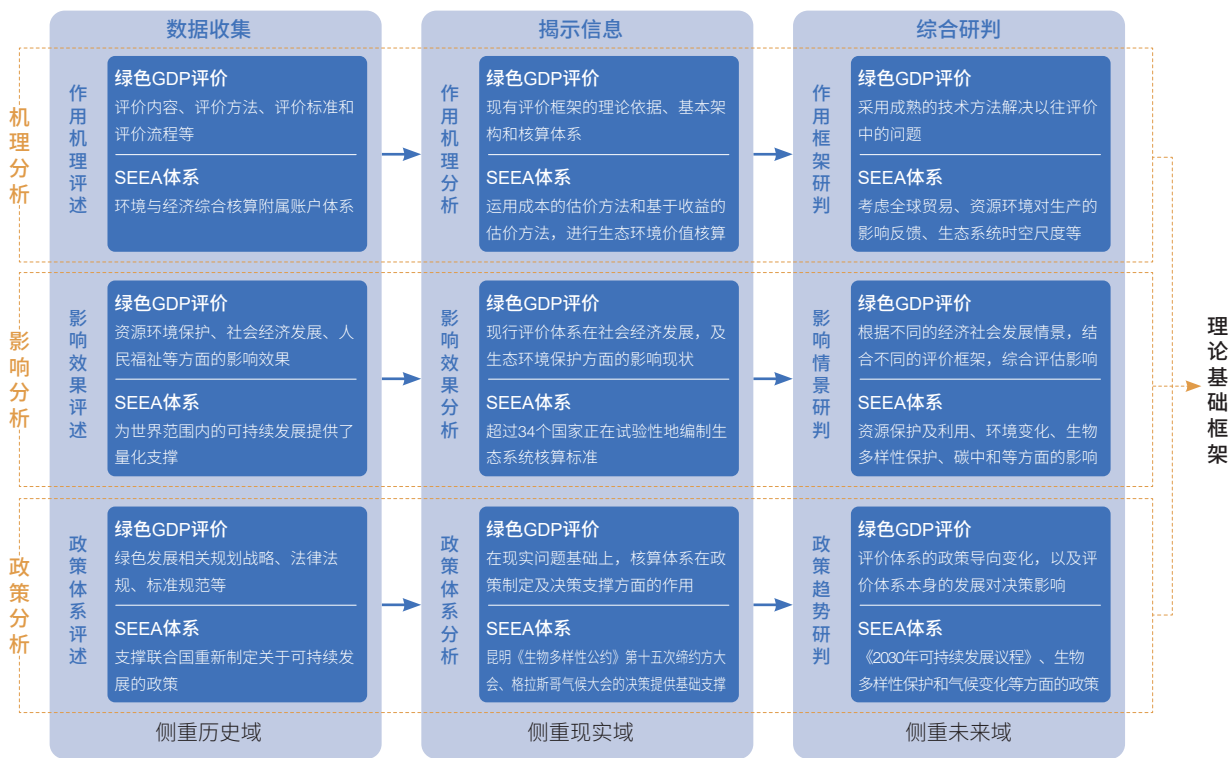 数据收集
揭示信息
综合研判
机理分析
作用机理评述
绿色GDP评价
评价内容、评价方法、评价标准和
评价流程等
SEEA体系
环境与经济综合核算附属账户体系
作用机理分析
绿色GDP评价
现有评价框架的理论依据、基本架
构和核算体系
SEEA体系
运用成本的估价方法和基于收益的
估价方法，进行生态环境价值核算
作用框架研判
绿色GDP评价
采用成熟的技术方法解决以往评价
中的问题
SEEA体系
考虑全球贸易、资源环境对生产的
影响反馈、生态系统时空尺度等
影响分析
影响效果评述
绿色GDP评价
资源环境保护、社会经济发展、人
民福祉等方面的影响效果
SEEA体系
为世界范围内的可持续发展提供了
量化支撑
影响效果分析
绿色GDP评价
现行评价体系在社会经济发展，及
生态环境保护方面的影响现状
SEEA体系
超过34个国家正在试验性地编制生
态系统核算标准
影响情景研判
绿色GDP评价
根据不同的经济社会发展情景，结
合不同的评价框架，综合评估影响
SEEA体系
资源保护及利用、环境变化、生物
多样性保护、碳中和等方面的影响
政策分析
政策体系评述
绿色GDP评价
绿色发展相关规划战略、法律法
规、标准规范等
SEEA体系
支撑联合国重新制定关于可持续发
展的政策
政策体系分析
绿色GDP评价
在现实问题基础上，核算体系在政
策制定及决策支撑方面的作用
SEEA体系
昆明《生物多样性公约》第十五次缔约方大
会、格拉斯哥气候大会的决策提供基础支撑
政策趋势研判
绿色GDP评价
评价体系的政策导向变化，以及评
价体系本身的发展对决策影响
SEEA体系
《2030年可持续发展议程》、生物
多样性保护和气候变化等方面的政策
理论基础框架
侧重历史域
侧重现实域
侧重未来域